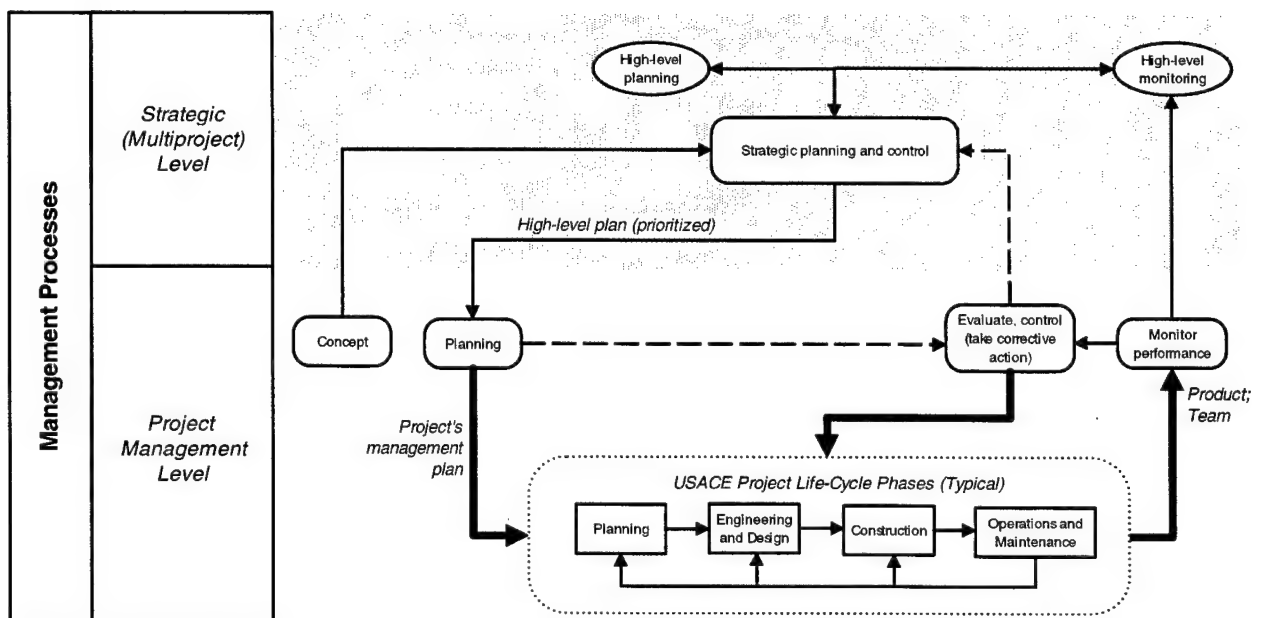 Management Processes
Strategic
(Multiproject)
Level
Project
Management
Level
High-level
planning
High-level
monitoring
Strategic planning and control
High-level plan (prioritized)
Concept
Planning
Evaluate, control
(take corrective
action)
Monitor
performance
Project's
management
plan
Product;
Team
USACE Project Life-Cycle Phases (Typical)
Planning
Engineering
and Design
Construction
Operations and
Maintenance